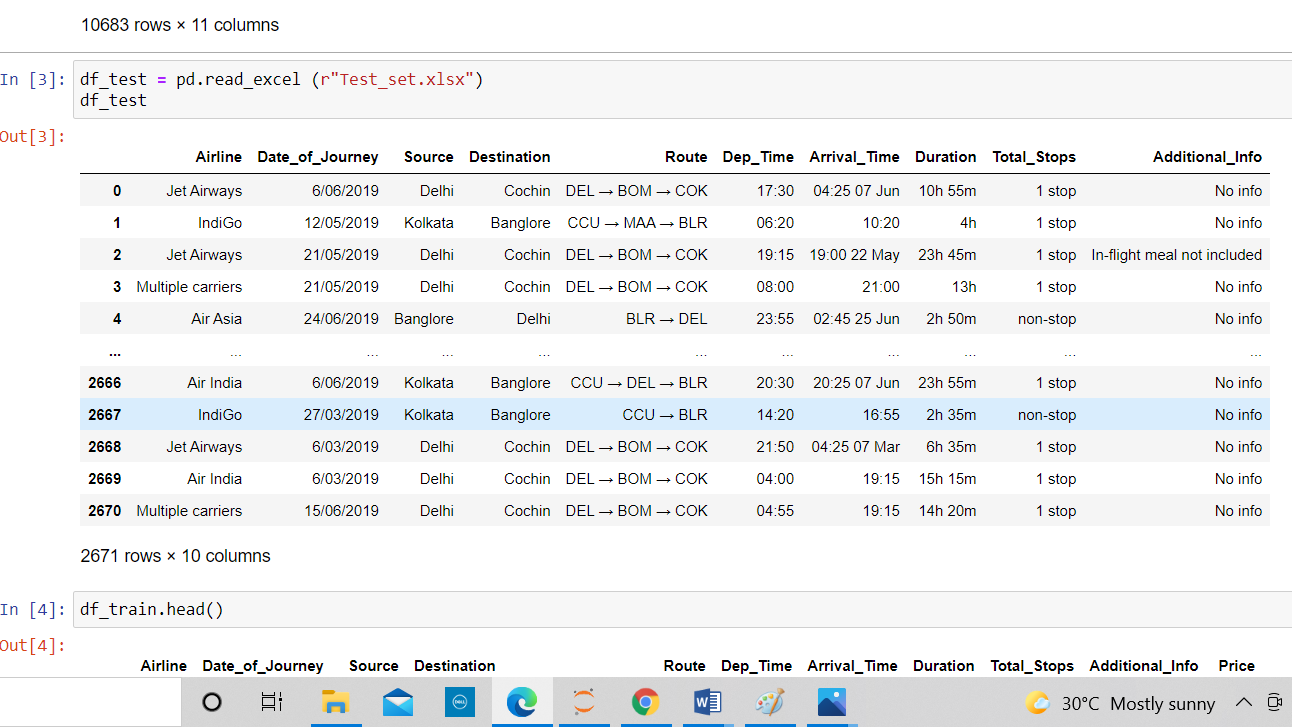 10683 rows × 11 columns
In [3]: df_test = pd.read_excel (r"Test_set.xlsx")
df_test
Out[3]:
Airline Date_of_Journey Source Destination Route Dep_Time Arrival_Time Duration Total_Stops Additional_Info
0 Jet Airways 6/06/2019 Delhi Cochin DEL → BOM → COK 17:30 04:25 07 Jun 10h 55m 1 stop No info
1 IndiGo 12/05/2019 Kolkata Banglore CCU → MAA → BLR 06:20 10:20 4h 1 stop No info
2 Jet Airways 21/05/2019 Delhi Cochin DEL → BOM → COK 19:15 19:00 22 May 23h 45m 1 stop In-flight meal not included
3 Multiple carriers 21/05/2019 Delhi Cochin DEL → BOM → COK 08:00 21:00 13h 1 stop No info
4 Air Asia 24/06/2019 Banglore Delhi BLR → DEL 23:55 02:45 25 Jun 2h 50m non-stop No info
... ... ... ... ... ... ... ... ... ... ...
2666 Air India 6/06/2019 Kolkata Banglore CCU → DEL → BLR 20:30 20:25 07 Jun 23h 55m 1 stop No info
2667 IndiGo 27/03/2019 Kolkata Banglore CCU → BLR 14:20 16:55 2h 35m non-stop No info
2668 Jet Airways 6/03/2019 Delhi Cochin DEL → BOM → COK 21:50 04:25 07 Mar 6h 35m 1 stop No info
2669 Air India 6/03/2019 Delhi Cochin DEL → BOM → COK 04:00 19:15 15h 15m 1 stop No info
2670 Multiple carriers 15/06/2019 Delhi Cochin DEL → BOM → COK 04:55 19:15 14h 20m 1 stop No info
2671 rows × 10 columns
In [4]: df_train.head()
Out[4]:
Airline Date_of_Journey Source Destination Route Dep_Time Arrival_Time Duration Total_Stops Additional_Info Price
DELL W 30°C Mostly sunny